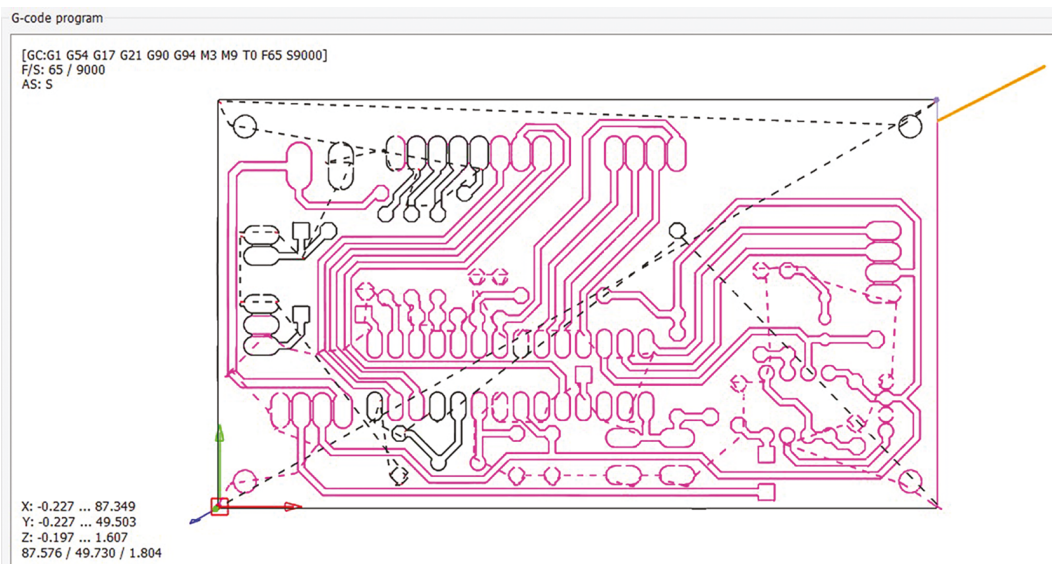 G-code program
[GC:G1 G54 G17 G21 G90 G94 M3 M9 T0 F65 S9000]
F/S: 65 / 9000
AS: S
X: -0.227 ... 87.349
Y: -0.227 ... 49.503
Z: -0.197 ... 1.607
87.576 / 49.730 / 1.804